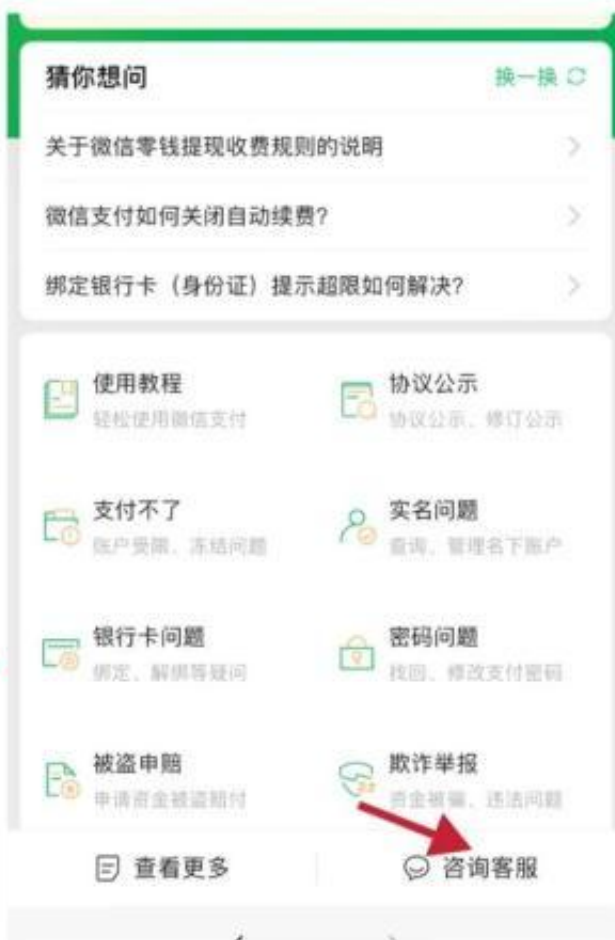 猜你想问
换一换
关于微信零钱提现收费规则的说明
微信支付如何关闭自动续费?
绑定银行卡（身份证）提示超限如何解决?
使用教程
轻松使用微信支付
协议公示
协议公示、修订公示
支付不了
账户受限、冻结问题
实名问题
查询、管理名下账户
银行卡问题
绑定、解绑等疑问
密码问题
找回、修改支付密码
被盗申赔
申请资金被盗赔付
欺诈举报
资金被骗、违法问题
查看更多
咨询客服